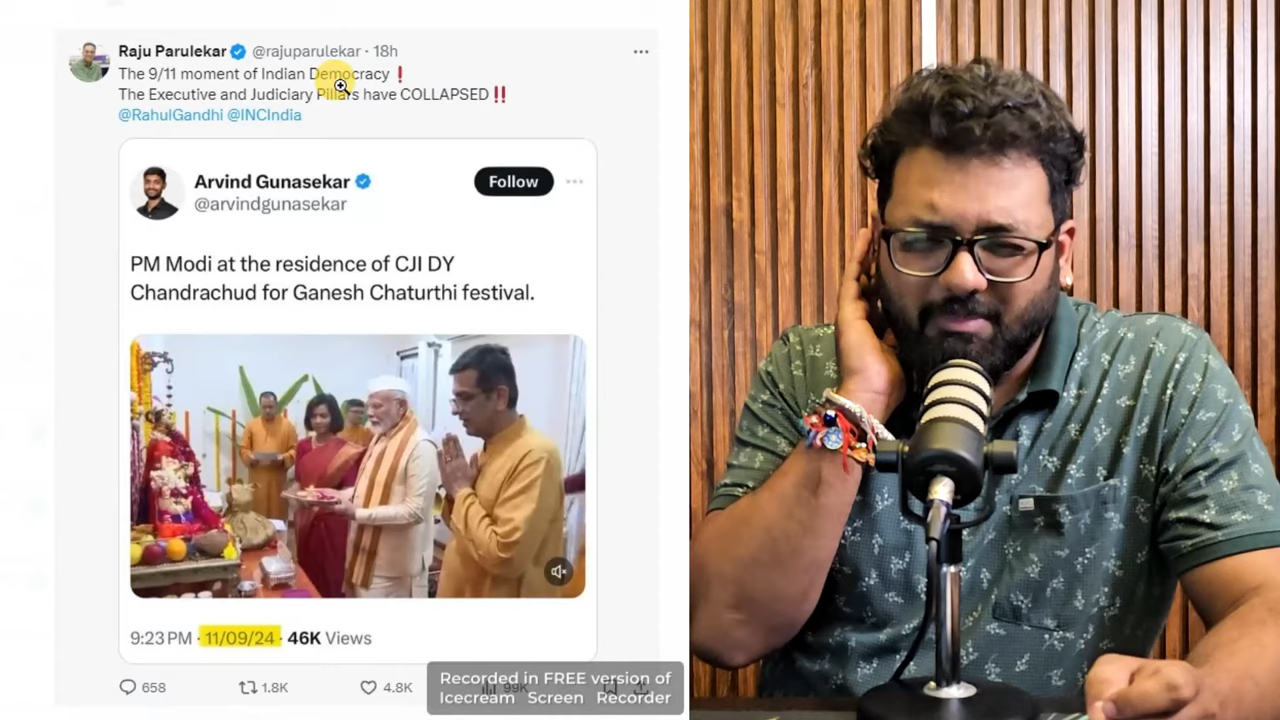 Raju Parulekar @rajuparulekar · 18h
The 9/11 moment of Indian Democracy❗
The Executive and Judiciary Pillars have COLLAPSED‼
@RahulGandhi @INCIndia
Arvind Gunasekar
@arvindgunasekar
Follow
PM Modi at the residence of CJI DY
Chandrachud for Ganesh Chaturthi festival.
9:23 PM · 11/09/24 · 46K Views
658 1.8K 4.8K 99K
Recorded in FREE version of
Icecream Screen Recorder